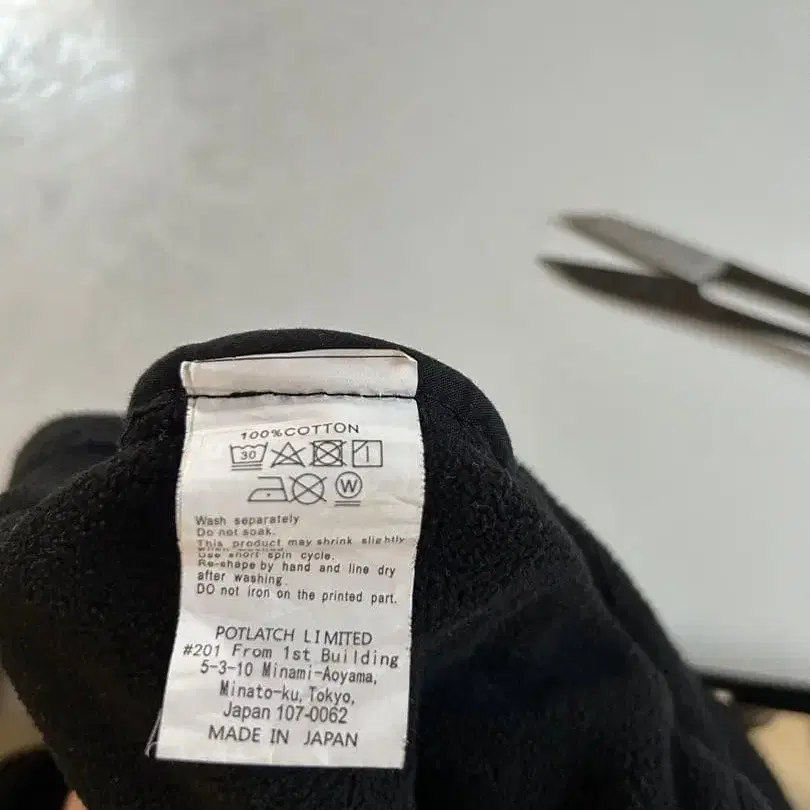 100%COTTON
30
W
Wash separately
Do not soak.
This product may shrink slightly
when washed.
Use short spin cycle.
Re-shape by hand and line dry
after washing.
DO not iron on the printed part.
POTLATCH LIMITED
#201 From 1st Building
5-3-10 Minami-Aoyama,
Minato-ku, Tokyo,
Japan 107-0062
MADE IN JAPAN